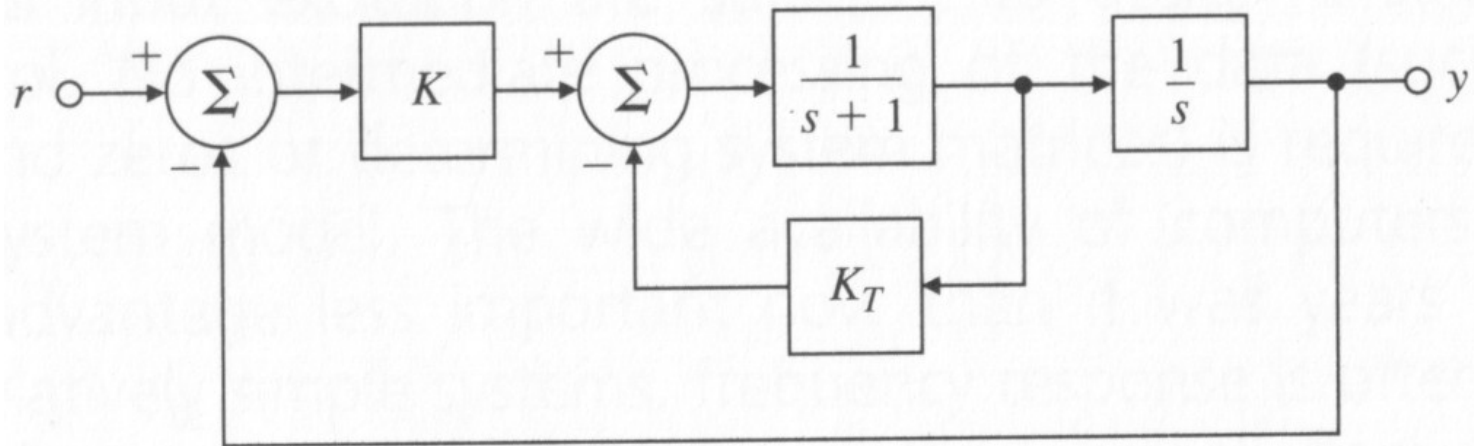 r + Σ − K + Σ − 1/(s + 1) 1/s y
K_T